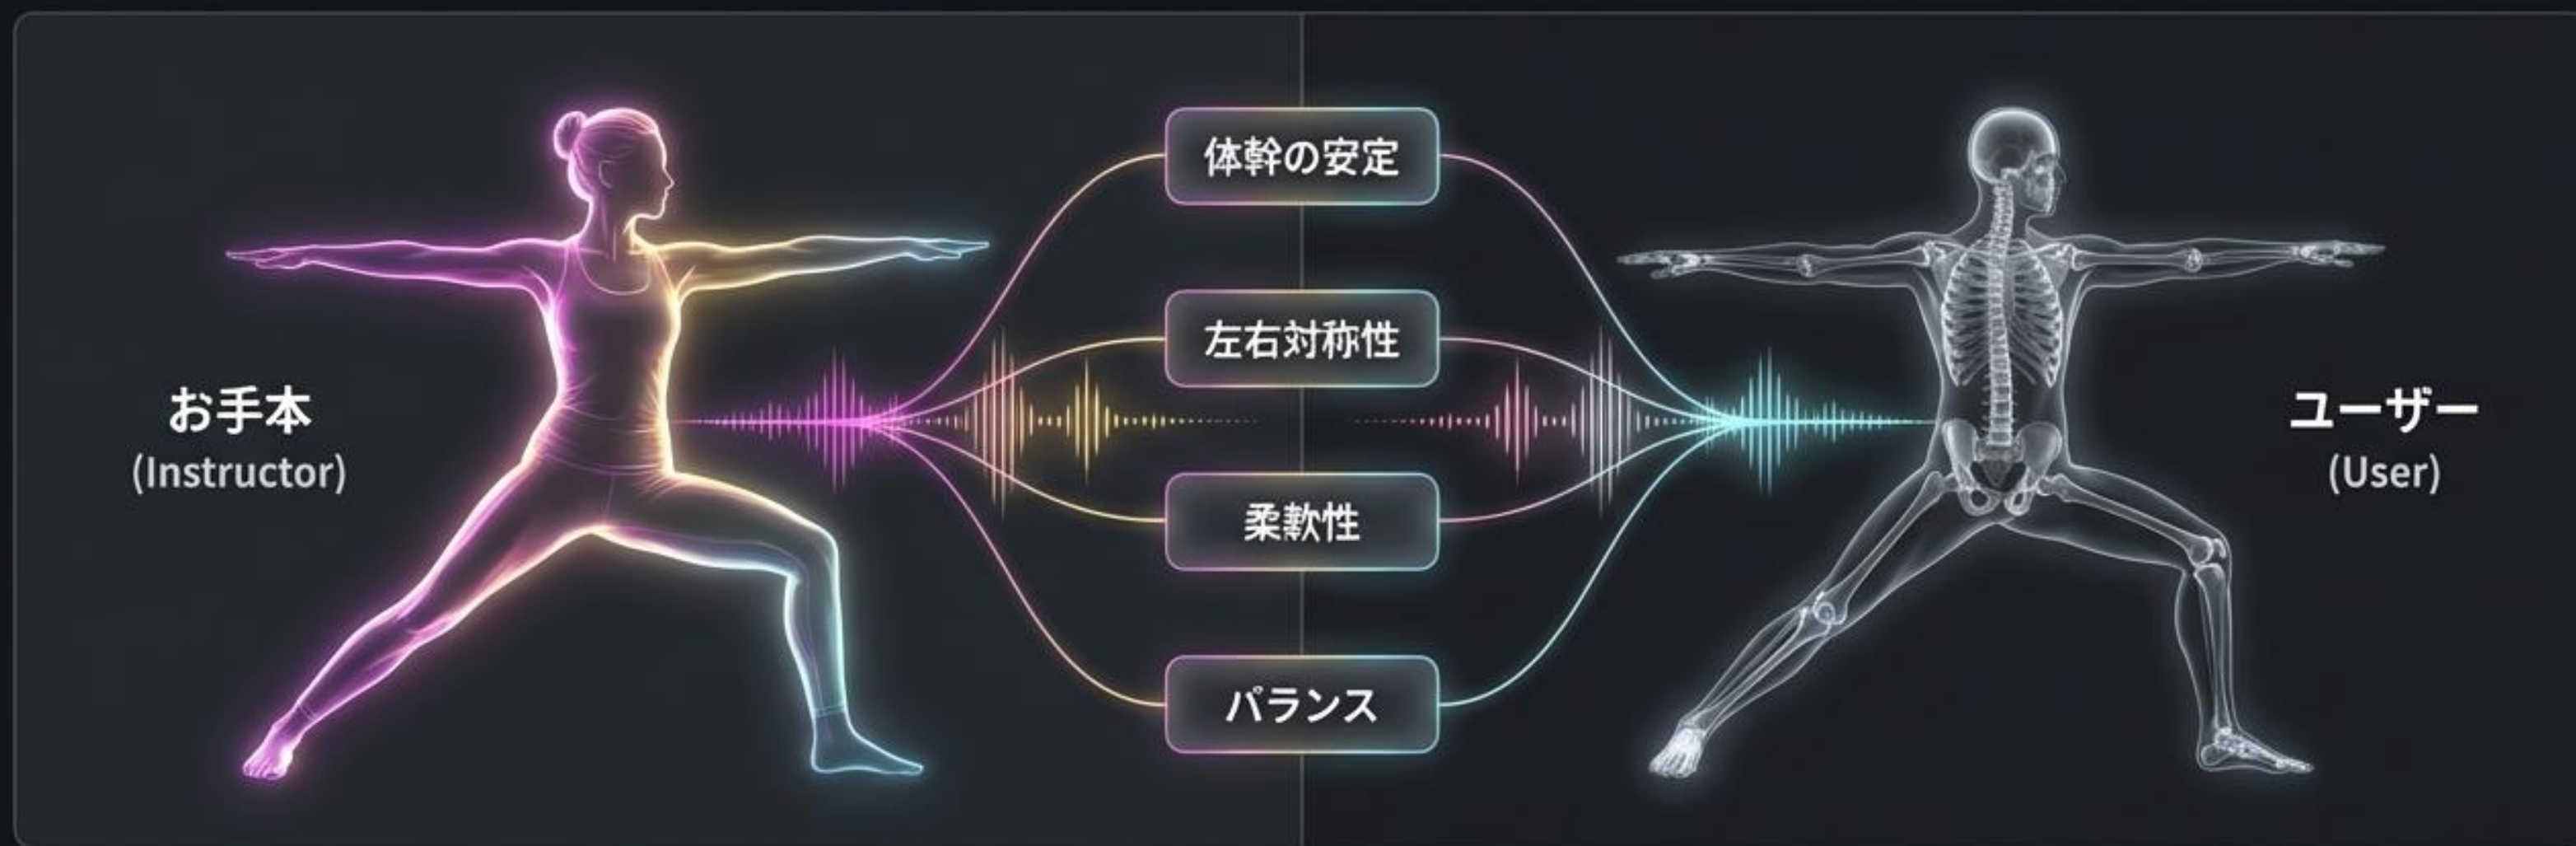 お手本
(Instructor)
体幹の安定
左右対称性
柔軟性
バランス
ユーザー
(User)